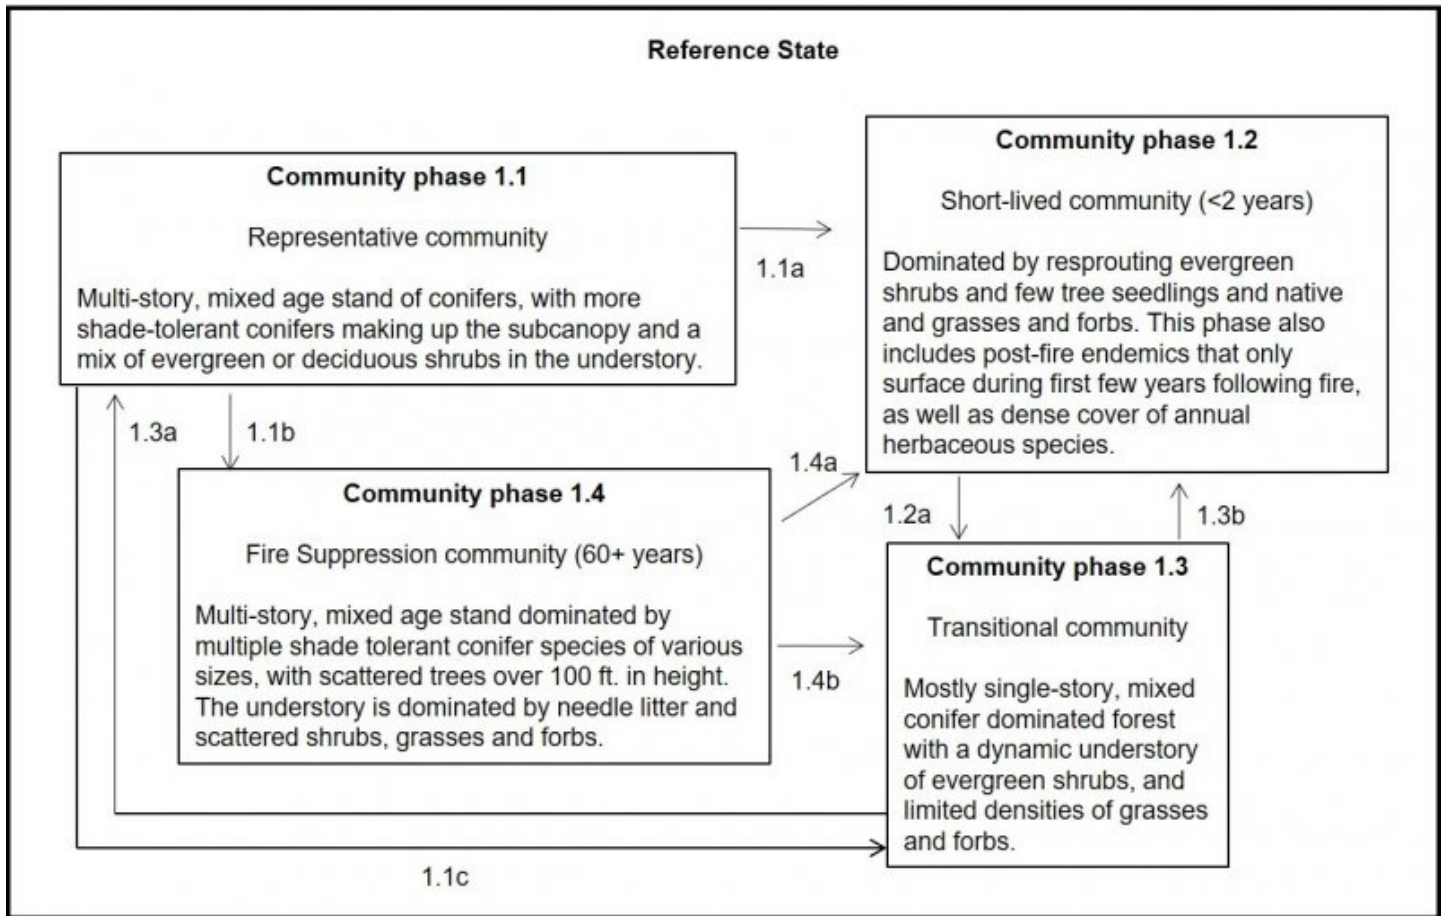 Reference State
Community phase 1.1
Representative community
Multi-story, mixed age stand of conifers, with more
shade-tolerant conifers making up the subcanopy and a
mix of evergreen or deciduous shrubs in the understory.
1.1a
Community phase 1.2
Short-lived community (<2 years)
Dominated by resprouting evergreen
shrubs and few tree seedlings and native
and grasses and forbs. This phase also
includes post-fire endemics that only
surface during first few years following fire,
as well as dense cover of annual
herbaceous species.
1.3a
1.1b
1.4a
1.2a
1.3b
Community phase 1.4
Fire Suppression community (60+ years)
Multi-story, mixed age stand dominated by
multiple shade tolerant conifer species of various
sizes, with scattered trees over 100 ft. in height.
The understory is dominated by needle litter and
scattered shrubs, grasses and forbs.
1.4b
Community phase 1.3
Transitional community
Mostly single-story, mixed
conifer dominated forest
with a dynamic understory
of evergreen shrubs, and
limited densities of grasses
and forbs.
1.1c